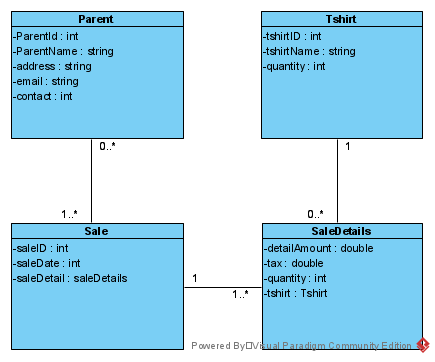 Parent
-ParentId : int
-ParentName : string
-address : string
-email : string
-contact : int
Tshirt
-tshirtID : int
-tshirtName : string
-quantity : int
0..*
1
1..*
0..*
Sale
-saleID : int
-saleDate : int
-saleDetail : saleDetails
1
1..*
SaleDetails
-detailAmount : double
-tax : double
-quantity : int
-tshirt : Tshirt
Powered By Visual Paradigm Community Edition